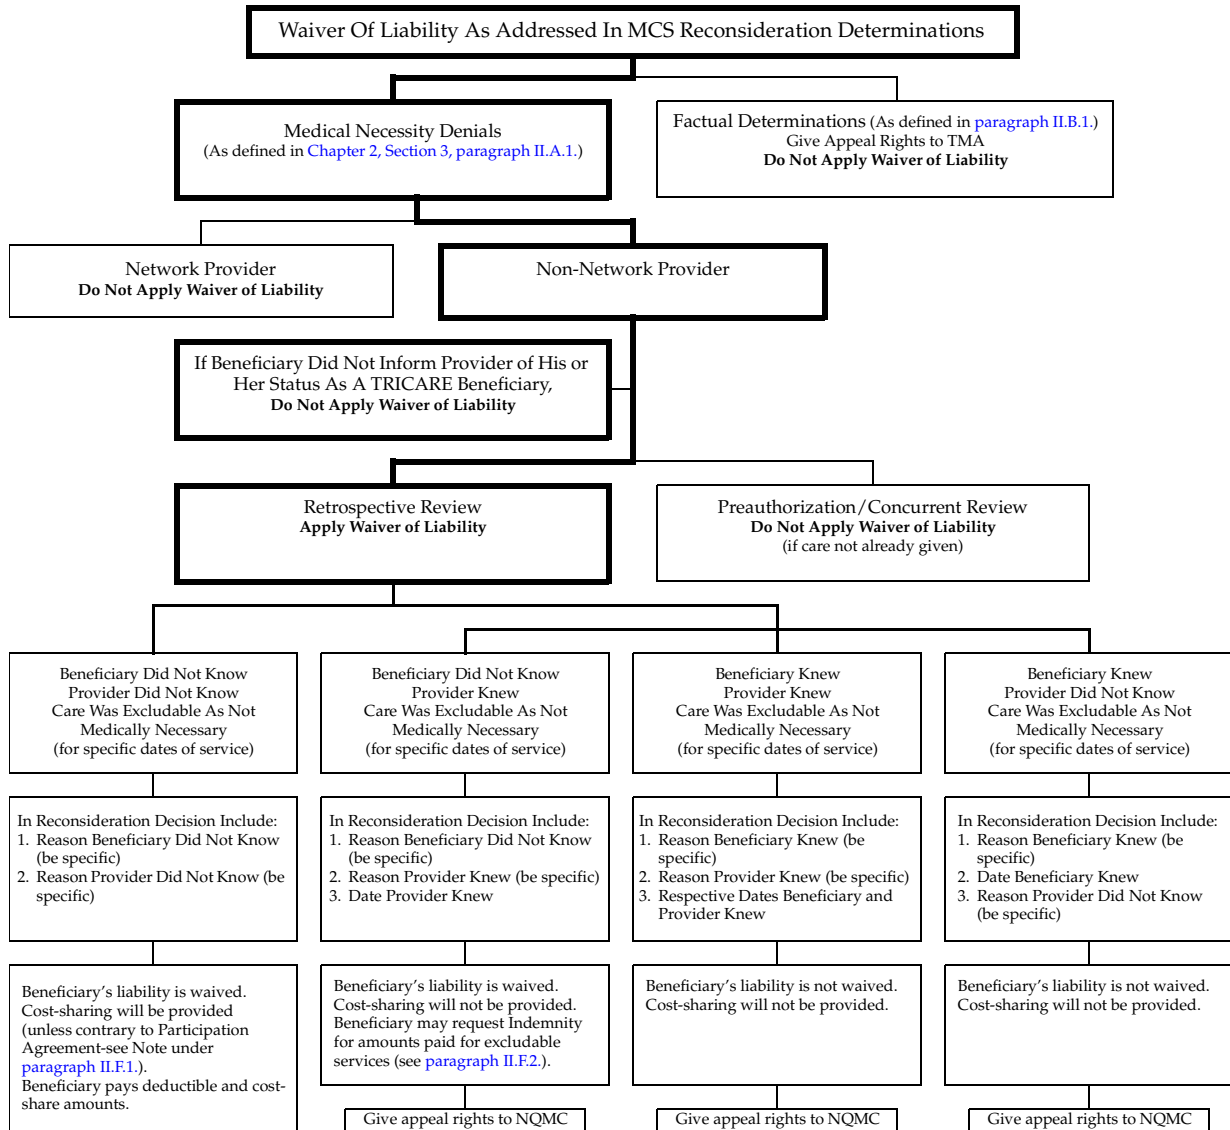 Waiver Of Liability As Addressed In MCS Reconsideration Determinations
Medical Necessity Denials
(As defined in Chapter 2, Section 3, paragraph II.A.1.)
Factual Determinations (As defined in paragraph II.B.1.)
Give Appeal Rights to TMA
Do Not Apply Waiver of Liability
Network Provider
Do Not Apply Waiver of Liability
Non-Network Provider
If Beneficiary Did Not Inform Provider of His or
Her Status As A TRICARE Beneficiary,
Do Not Apply Waiver of Liability
Retrospective Review
Apply Waiver of Liability
Preauthorization/Concurrent Review
Do Not Apply Waiver of Liability
(if care not already given)
Beneficiary Did Not Know
Provider Did Not Know
Care Was Excludable As Not
Medically Necessary
(for specific dates of service)
Beneficiary Did Not Know
Provider Knew
Care Was Excludable As Not
Medically Necessary
(for specific dates of service)
Beneficiary Knew
Provider Knew
Care Was Excludable As Not
Medically Necessary
(for specific dates of service)
Beneficiary Knew
Provider Did Not Know
Care Was Excludable As Not
Medically Necessary
(for specific dates of service)
In Reconsideration Decision Include:
1. Reason Beneficiary Did Not Know
(be specific)
2. Reason Provider Did Not Know (be
specific)
In Reconsideration Decision Include:
1. Reason Beneficiary Did Not Know
(be specific)
2. Reason Provider Knew (be specific)
3. Date Provider Knew
In Reconsideration Decision Include:
1. Reason Beneficiary Knew (be
specific)
2. Reason Provider Knew (be specific)
3. Respective Dates Beneficiary and
Provider Knew
In Reconsideration Decision Include:
1. Reason Beneficiary Knew (be
specific)
2. Date Beneficiary Knew
3. Reason Provider Did Not Know
(be specific)
Beneficiary's liability is waived.
Cost-sharing will be provided
(unless contrary to Participation
Agreement-see Note under
paragraph II.F.1.).
Beneficiary pays deductible and cost-
share amounts.
Beneficiary's liability is waived.
Cost-sharing will not be provided.
Beneficiary may request Indemnity
for amounts paid for excludable
services (see paragraph II.F.2.).
Beneficiary's liability is not waived.
Cost-sharing will not be provided.
Beneficiary's liability is not waived.
Cost-sharing will not be provided.
Give appeal rights to NQMC
Give appeal rights to NQMC
Give appeal rights to NQMC